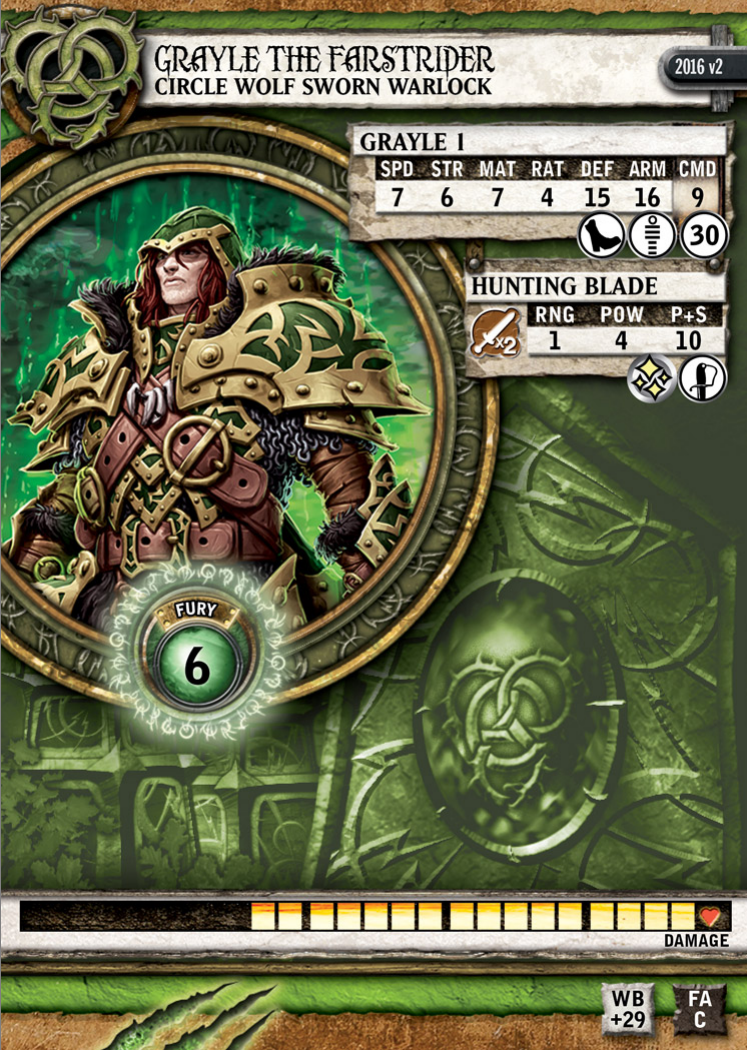 GRAYLE THE FARSTRIDER
CIRCLE WOLF SWORN WARLOCK
2016 v2
GRAYLE 1
SPD STR MAT RAT DEF ARM CMD
7 6 7 4 15 16 9
30
HUNTING BLADE
RNG POW P+S
x2 1 4 10
FURY
6
DAMAGE
WB FA
+29 C